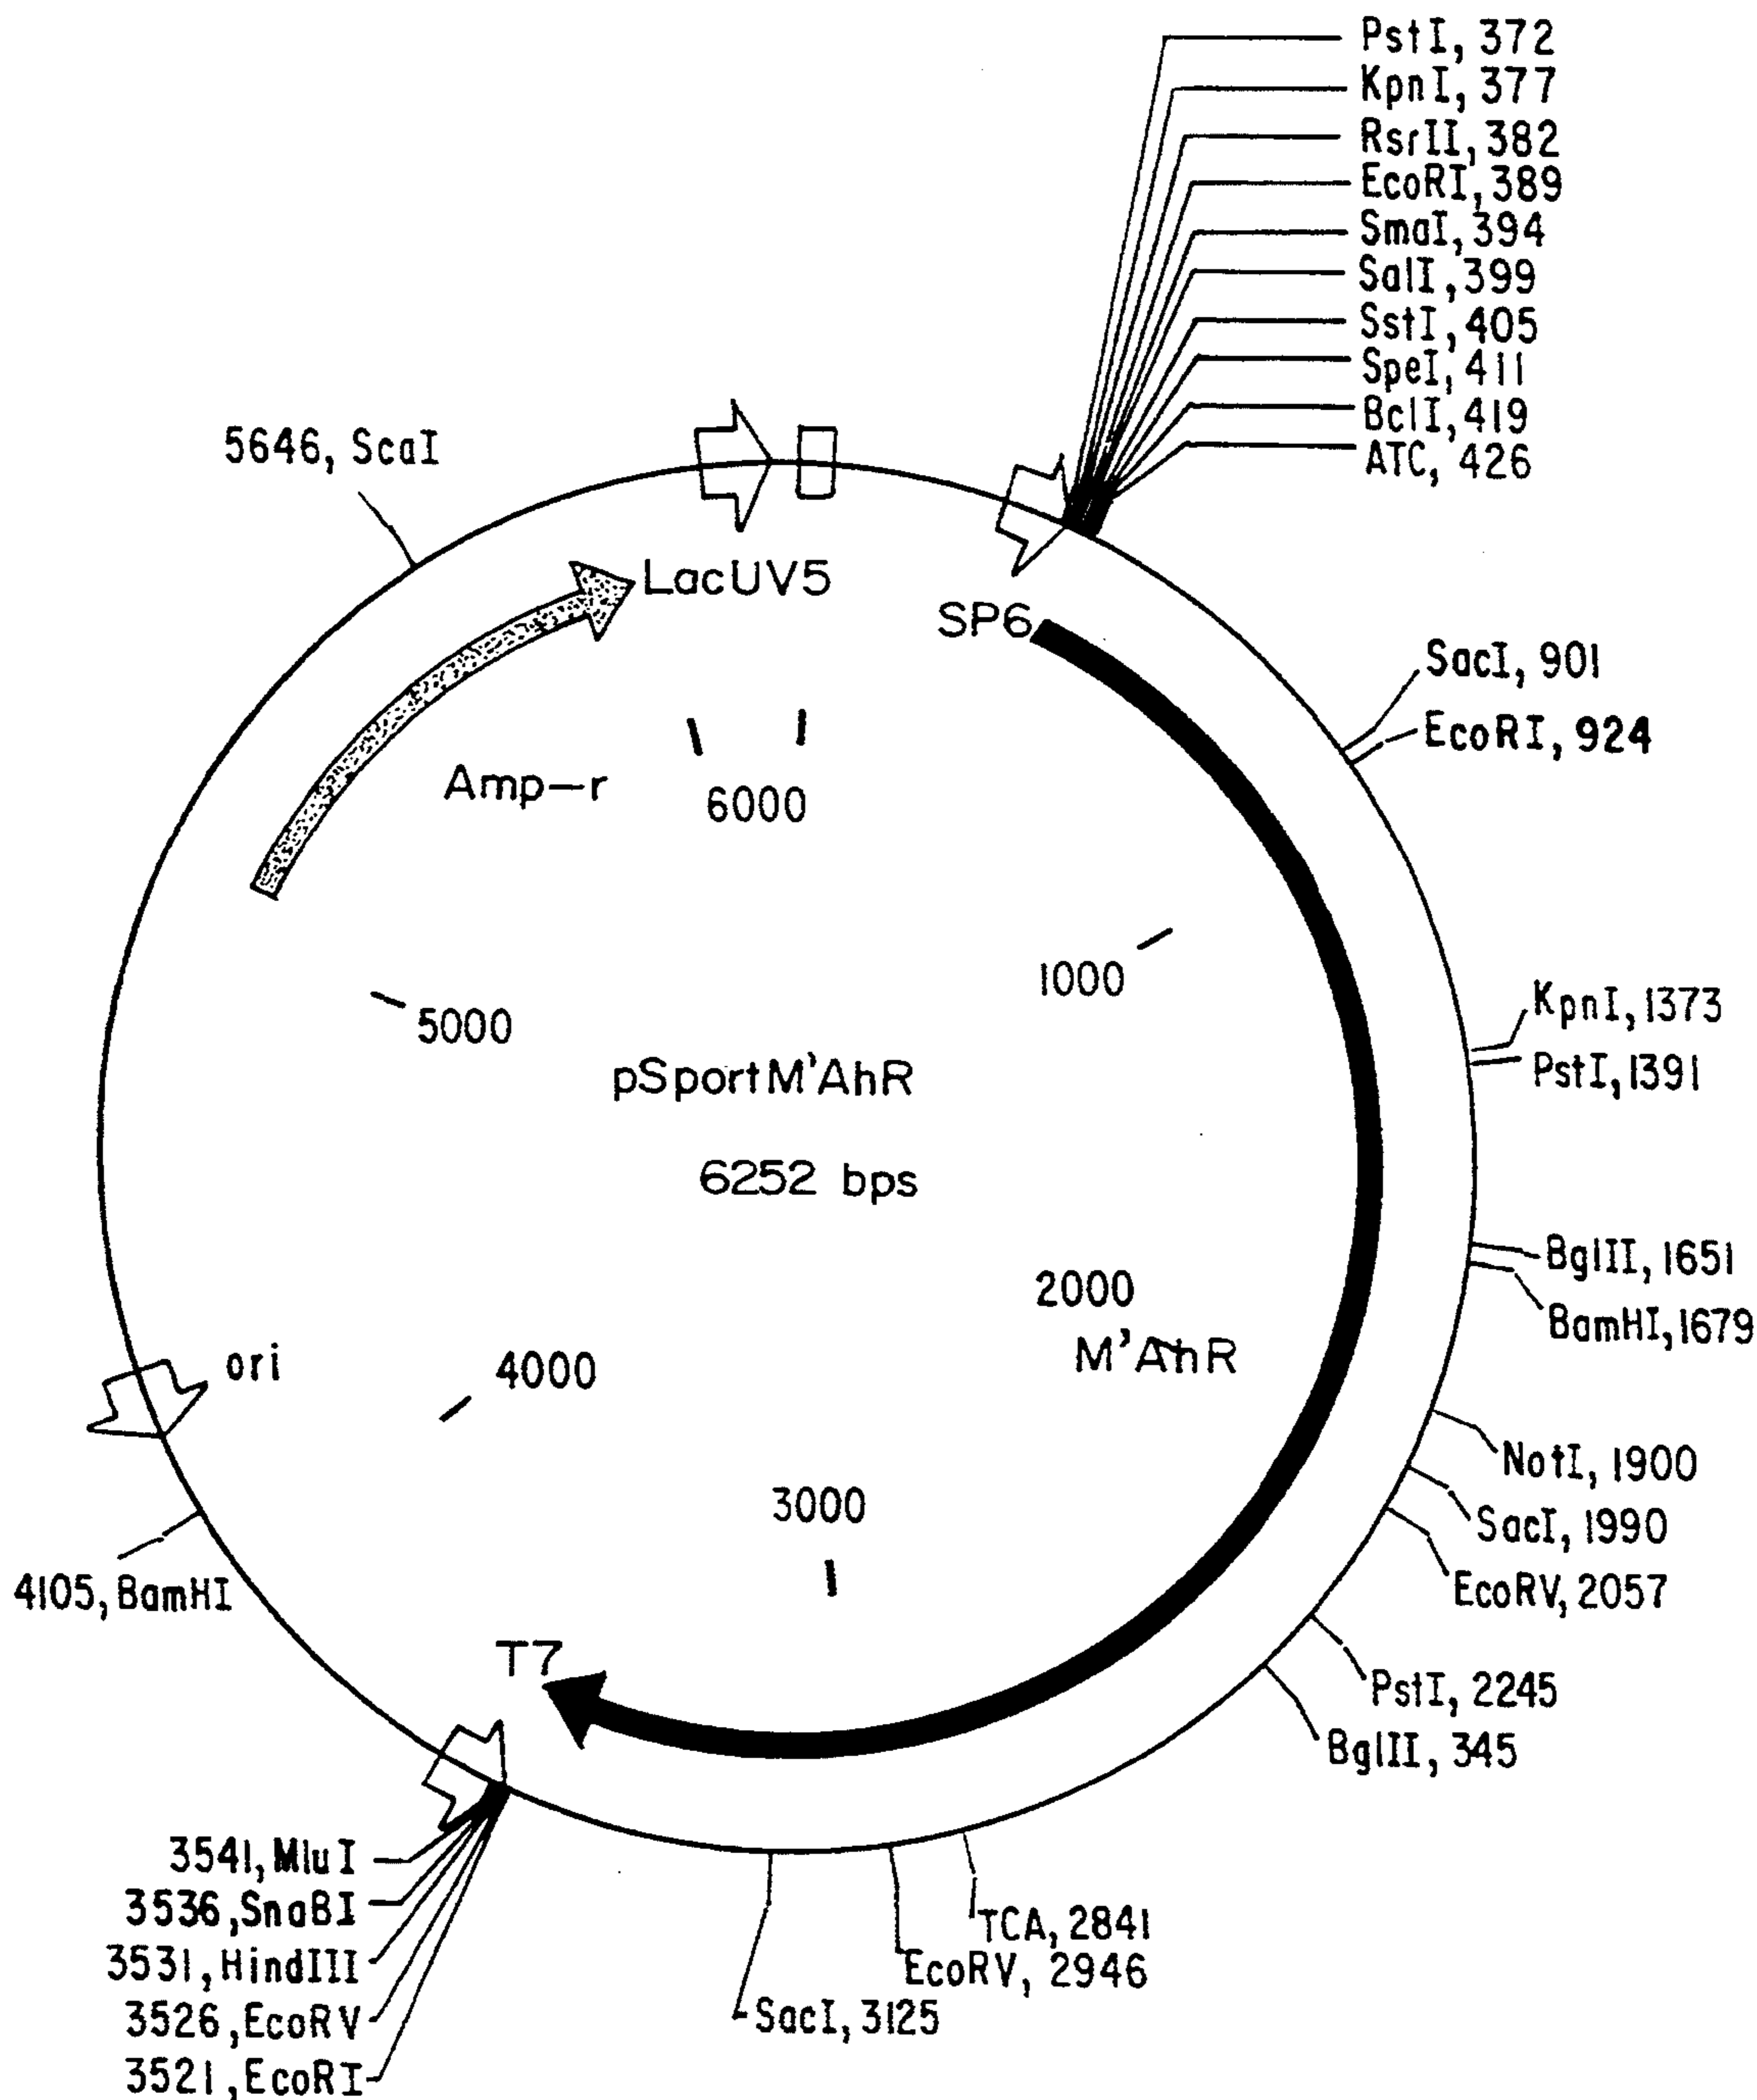 PstI, 372
KpnI, 377
RsrII, 382
EcoRI, 389
SmaI, 394
SalI, 399
SstI, 405
SpeI, 411
BclI, 419
ATC, 426
5646, ScaI
LacUV5
SP6
SacI, 901
EcoRI, 924
Amp-r
6000
1000
5000
KpnI, 1373
PstI, 1391
pSportM'AhR
6252 bps
BglII, 1651
BamHI, 1679
2000
M'AhR
ori
4000
NotI, 1900
SacI, 1990
EcoRV, 2057
3000
4105, BamHI
T7
PstI, 2245
BglII, 345
3541, MluI
3536, SnaBI
3531, HindIII
3526, EcoRV
3521, EcoRI
TCA, 2841
EcoRV, 2946
SacI, 3125